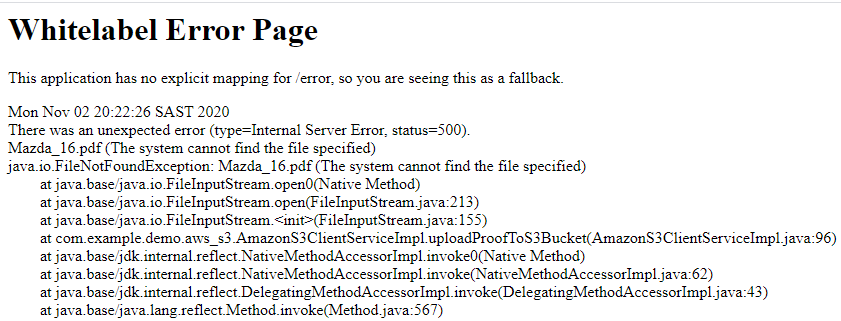 Whitelabel Error Page
This application has no explicit mapping for /error, so you are seeing this as a fallback.
Mon Nov 02 20:22:26 SAST 2020
There was an unexpected error (type=Internal Server Error, status=500).
Mazda_16.pdf (The system cannot find the file specified)
java.io.FileNotFoundException: Mazda_16.pdf (The system cannot find the file specified)
at java.base/java.io.FileInputStream.open0(Native Method)
at java.base/java.io.FileInputStream.open(FileInputStream.java:213)
at java.base/java.io.FileInputStream.<init>(FileInputStream.java:155)
at com.example.demo.aws_s3.AmazonS3ClientServiceImpl.uploadProofToS3Bucket(AmazonS3ClientServiceImpl.java:96)
at java.base/jdk.internal.reflect.NativeMethodAccessorImpl.invoke0(Native Method)
at java.base/jdk.internal.reflect.NativeMethodAccessorImpl.invoke(NativeMethodAccessorImpl.java:62)
at java.base/jdk.internal.reflect.DelegatingMethodAccessorImpl.invoke(DelegatingMethodAccessorImpl.java:43)
at java.base/java.lang.reflect.Method.invoke(Method.java:567)